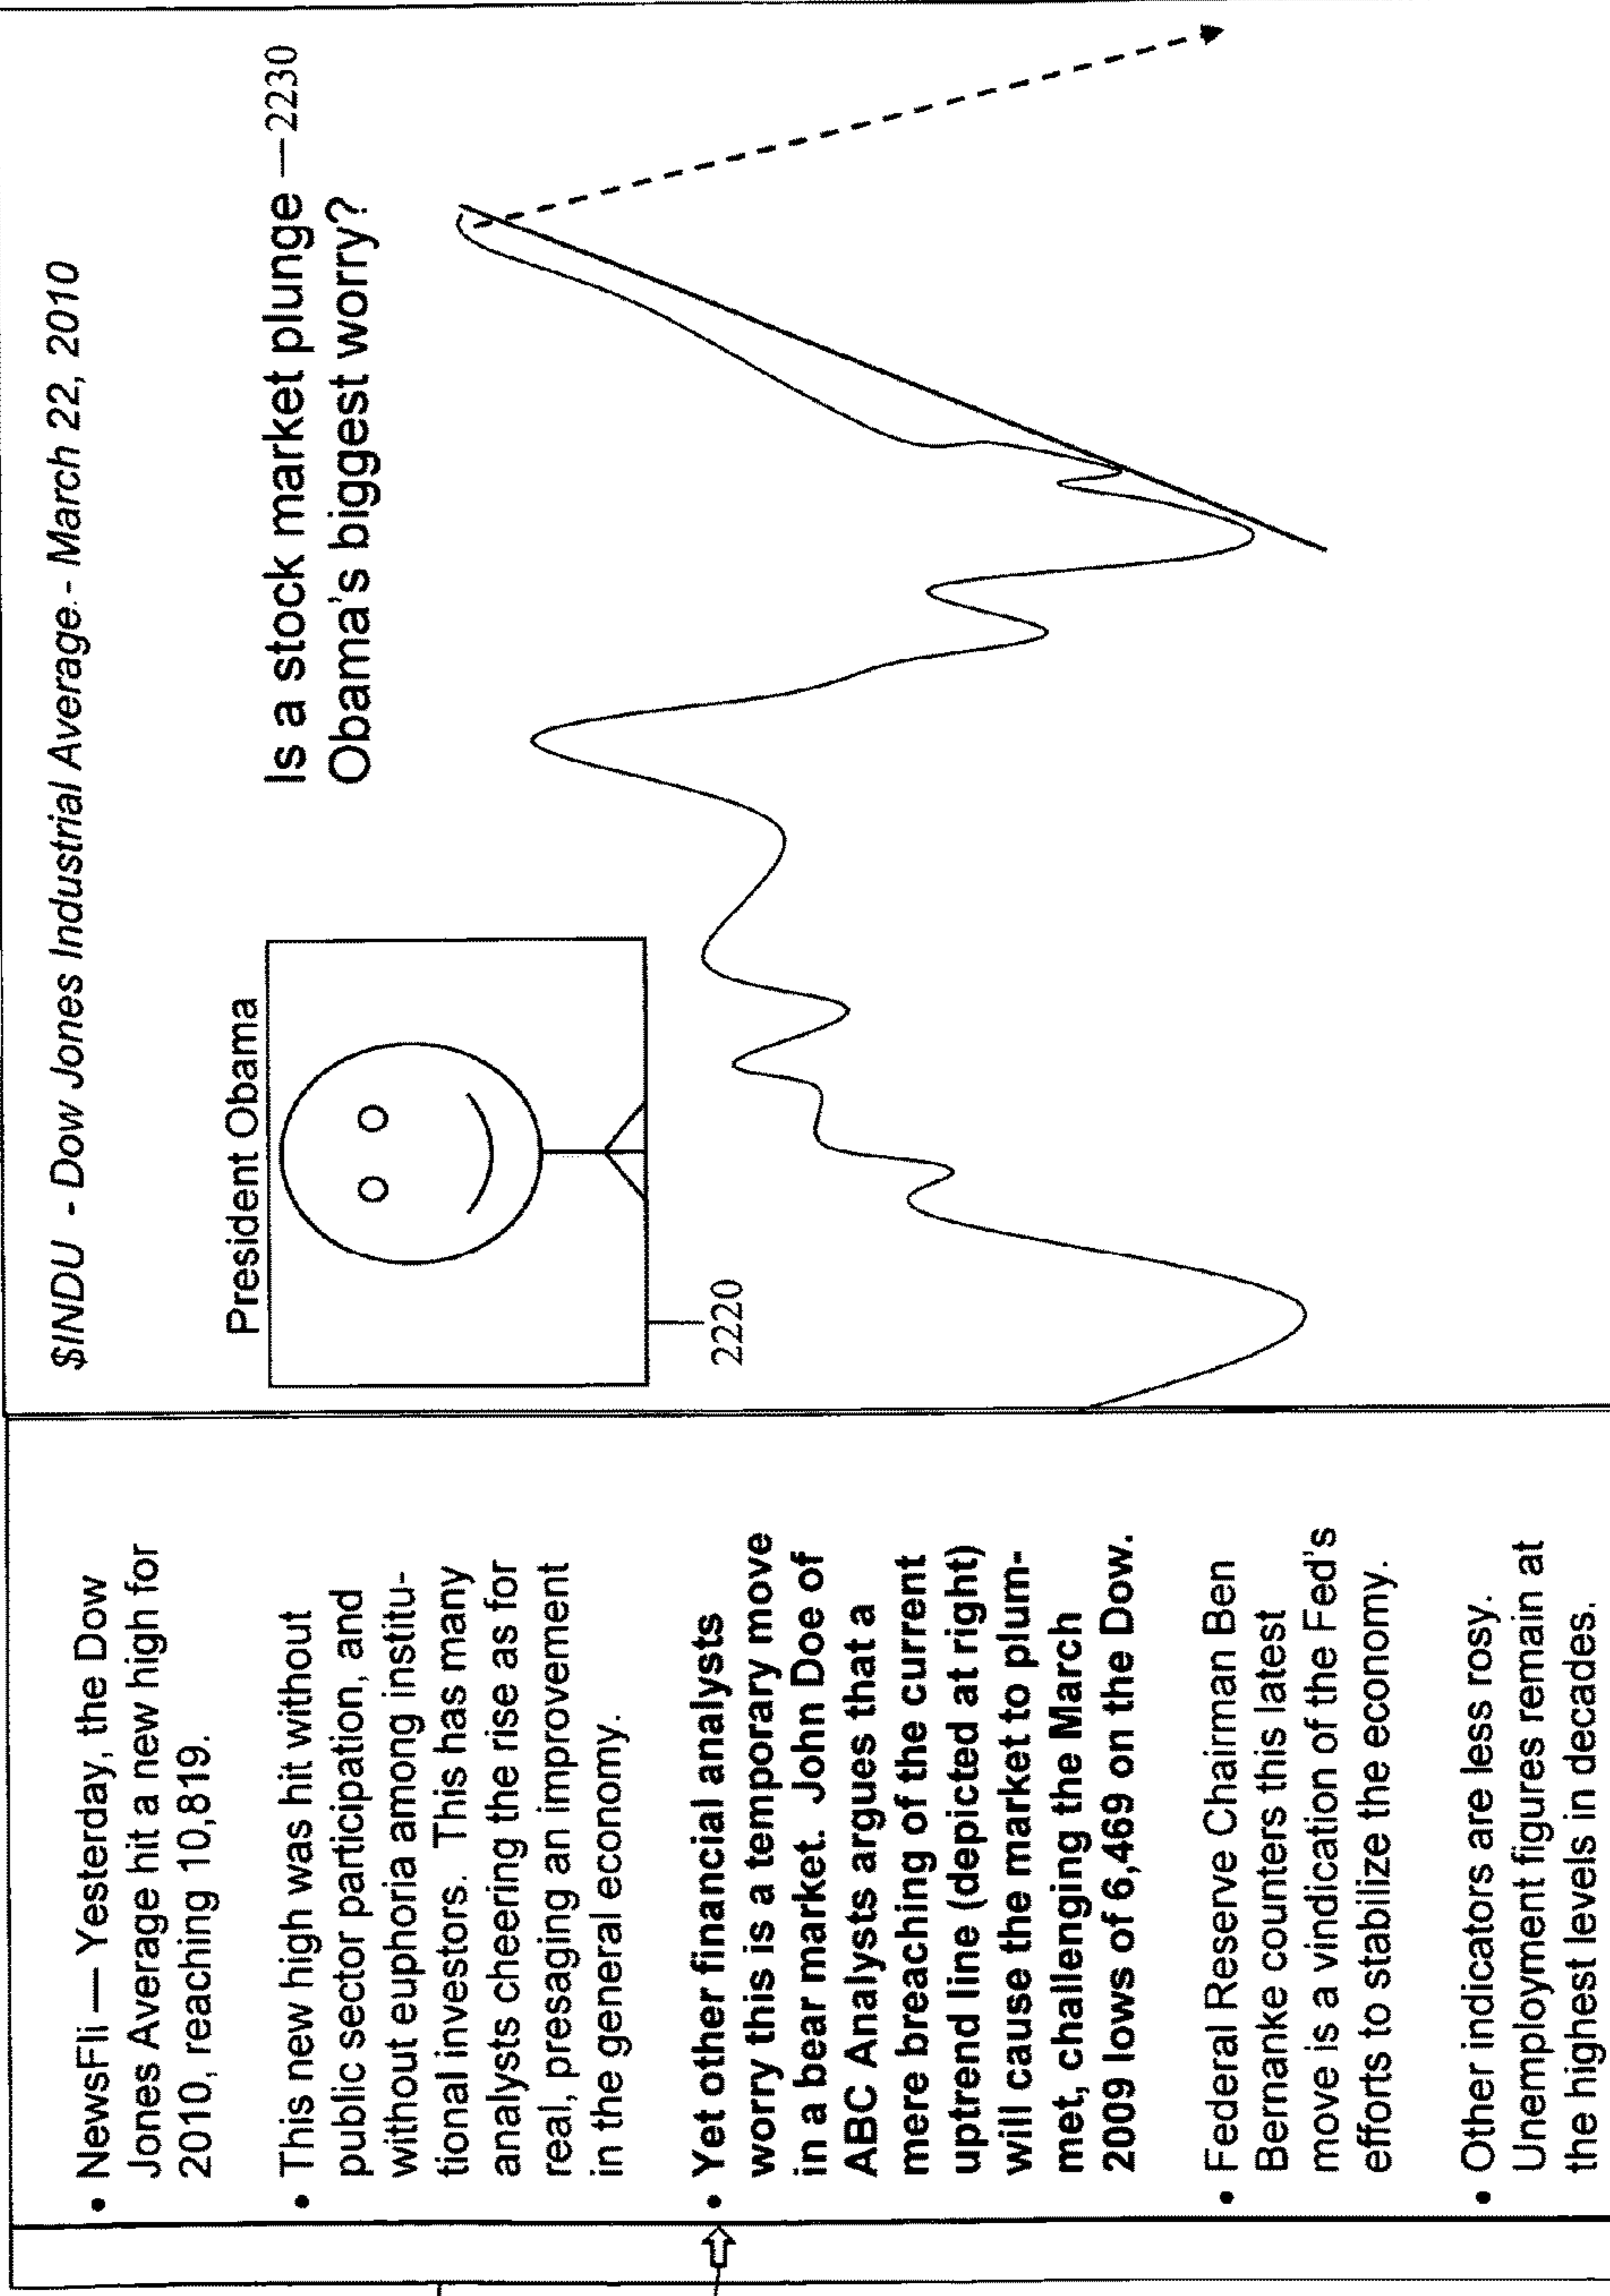 • NewsFli — Yesterday, the Dow
Jones Average hit a new high for
2010, reaching 10,819.
• This new high was hit without
public sector participation, and
without euphoria among institu-
tional investors. This has many
analysts cheering the rise as for
real, presaging an improvement
in the general economy.
• Yet other financial analysts
worry this is a temporary move
in a bear market. John Doe of
ABC Analysts argues that a
mere breaching of the current
uptrend line (depicted at right)
will cause the market to plum-
met, challenging the March
2009 lows of 6,469 on the Dow.
• Federal Reserve Chairman Ben
Bernanke counters this latest
move is a vindication of the Fed's
efforts to stabilize the economy.
• Other indicators are less rosy.
Unemployment figures remain at
the highest levels in decades.
$INDU - Dow Jones Industrial Average - March 22, 2010
President Obama
2220
Is a stock market plunge — 2230
Obama's biggest worry?